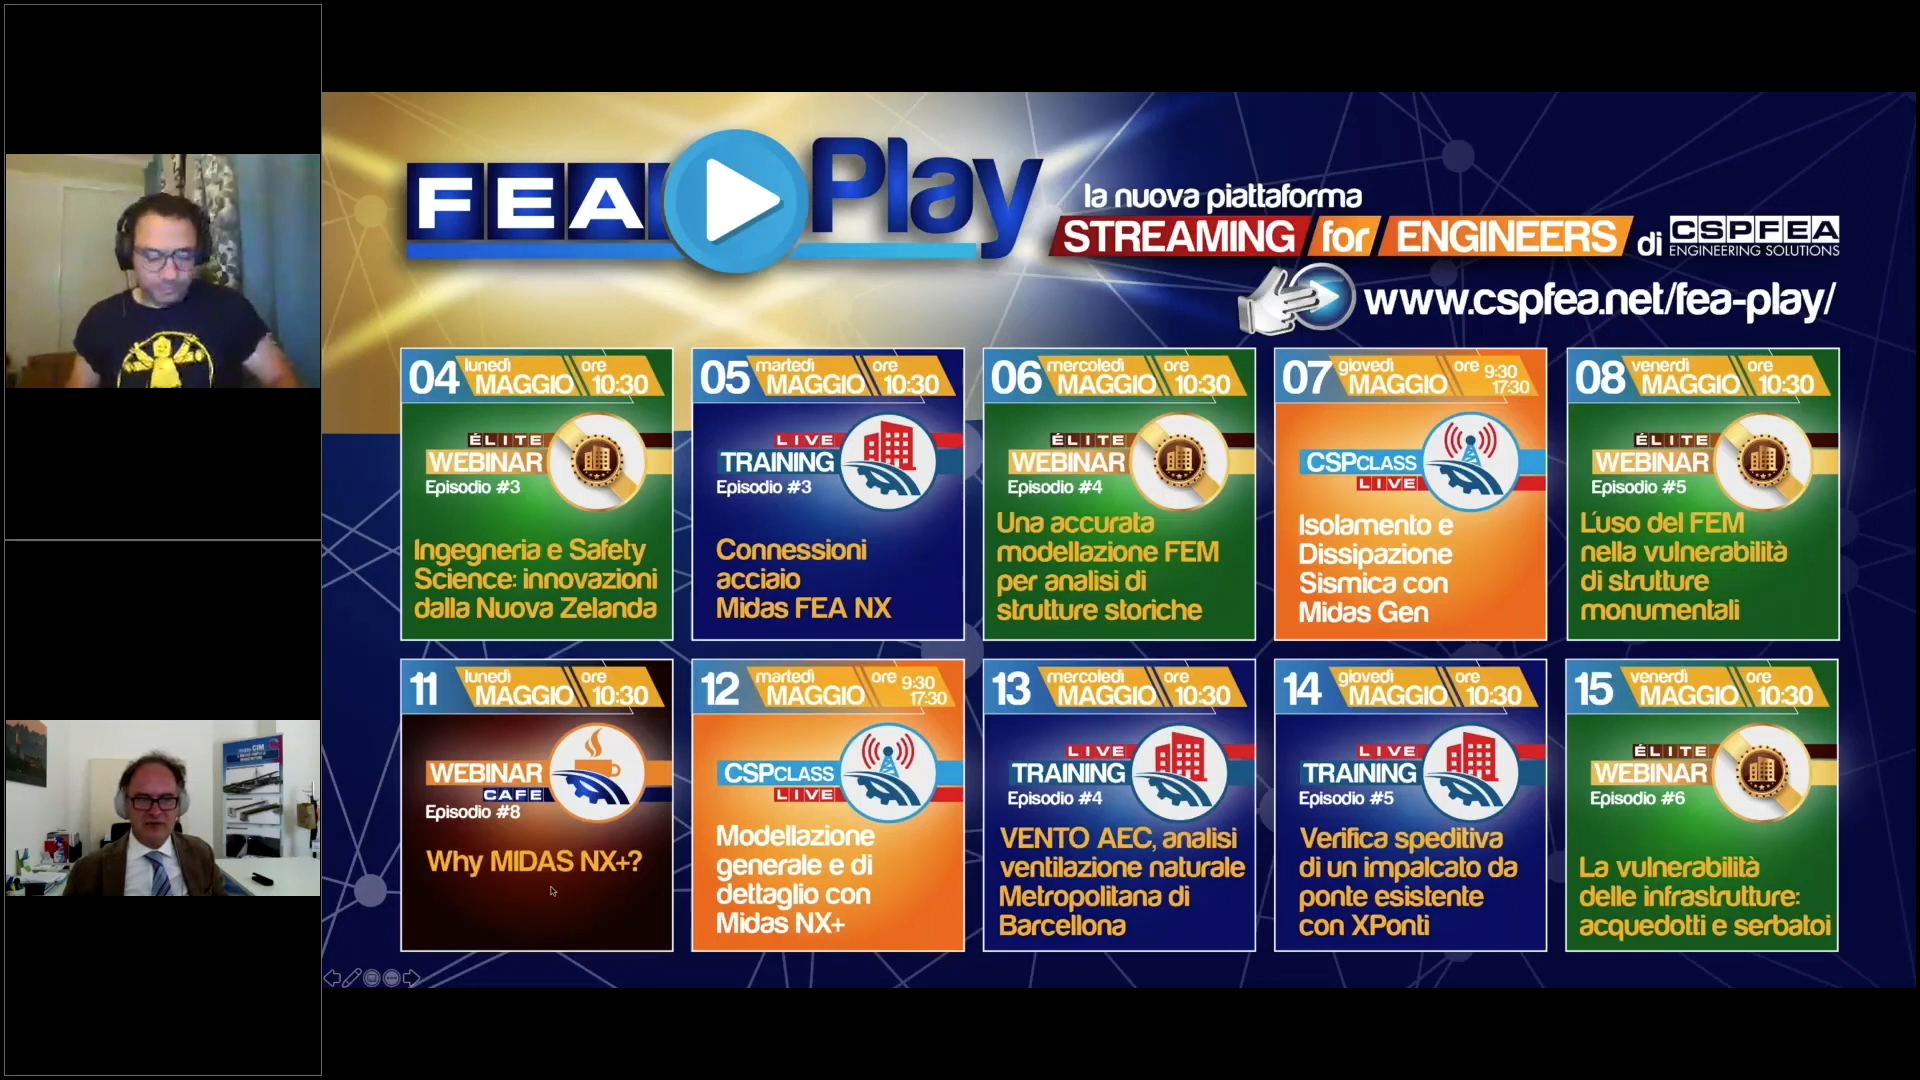 FEA Play
la nuova piattaforma
STREAMING for ENGINEERS di CSPFEA
ENGINEERING SOLUTIONS
www.cspfea.net/fea-play/
04 lunedì MAGGIO ore 10:30
ÉLITE
WEBINAR
Episodio #3
Ingegneria e Safety
Science: innovazioni
dalla Nuova Zelanda
05 martedì MAGGIO ore 10:30
LIVE
TRAINING
Episodio #3
Connessioni
acciaio
Midas FEA NX
06 mercoledì MAGGIO ore 10:30
ÉLITE
WEBINAR
Episodio #4
Una accurata
modellazione FEM
per analisi di
strutture storiche
07 giovedì MAGGIO ore 9:30 17:30
CSPCLASS
LIVE
Isolamento e
Dissipazione
Sismica con
Midas Gen
08 venerdì MAGGIO ore 10:30
ÉLITE
WEBINAR
Episodio #5
L'uso del FEM
nella vulnerabilità
di strutture
monumentali
11 lunedì MAGGIO ore 10:30
WEBINAR
CAFE
Episodio #8
Why MIDAS NX+?
12 martedì MAGGIO ore 9:30 17:30
CSPCLASS
LIVE
Modellazione
generale e di
dettaglio con
Midas NX+
13 mercoledì MAGGIO ore 10:30
LIVE
TRAINING
Episodio #4
VENTO AEC, analisi
ventilazione naturale
Metropolitana di
Barcellona
14 giovedì MAGGIO ore 10:30
LIVE
TRAINING
Episodio #5
Verifica speditiva
di un impalcato da
ponte esistente
con XPonti
15 venerdì MAGGIO ore 10:30
ÉLITE
WEBINAR
Episodio #6
La vulnerabilità
delle infrastrutture:
acquedotti e serbatoi